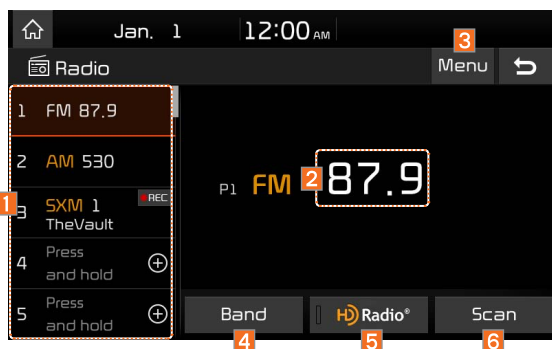 Jan. 1 12:00 AM
3
Radio Menu
1 FM 87.9
2 AM 530
P1 FM 2 87.9
1
3 SXM 1 REC
TheVault
4 Press
and hold
5 Press
and hold
Band HD Radio® Scan
4 5 6